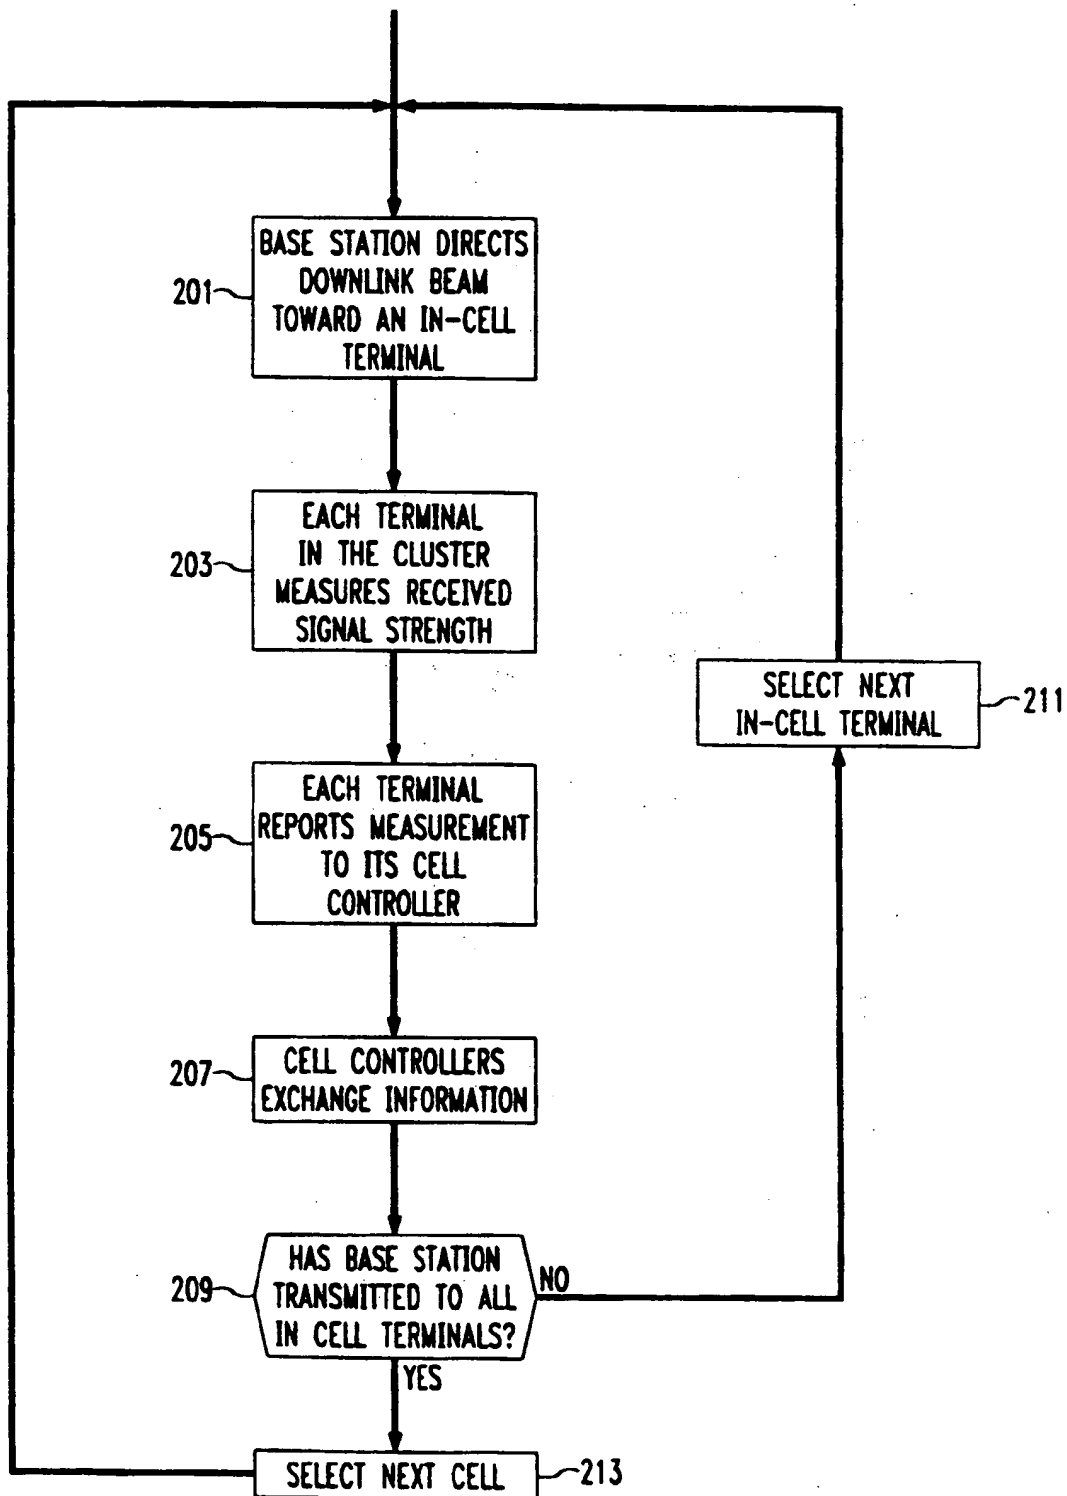 BASE STATION DIRECTS
DOWNLINK BEAM
TOWARD AN IN-CELL
TERMINAL
201
EACH TERMINAL
IN THE CLUSTER
MEASURES RECEIVED
SIGNAL STRENGTH
203
SELECT NEXT
IN-CELL TERMINAL
211
EACH TERMINAL
REPORTS MEASUREMENT
TO ITS CELL
CONTROLLER
205
CELL CONTROLLERS
EXCHANGE INFORMATION
207
HAS BASE STATION
TRANSMITTED TO ALL
IN CELL TERMINALS?
209
NO
YES
SELECT NEXT CELL
213